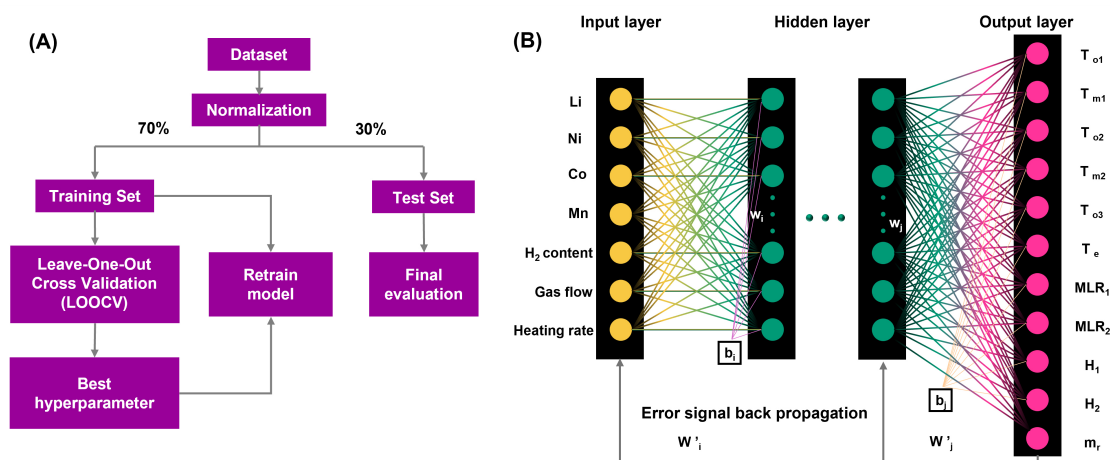 (A)
Dataset
Normalization
70%
30%
Training Set
Test Set
Leave-One-Out
Cross Validation
(LOOCV)
Retrain
model
Final
evaluation
Best
hyperparameter
(B)
Input layer
Hidden layer
Output layer
Li
Ni
Co
Mn
H2 content
Gas flow
Heating rate
wi
wj
bi
bj
To1
Tm1
To2
Tm2
To3
Te
MLR1
MLR2
H1
H2
mr
Error signal back propagation
W'i
W'j